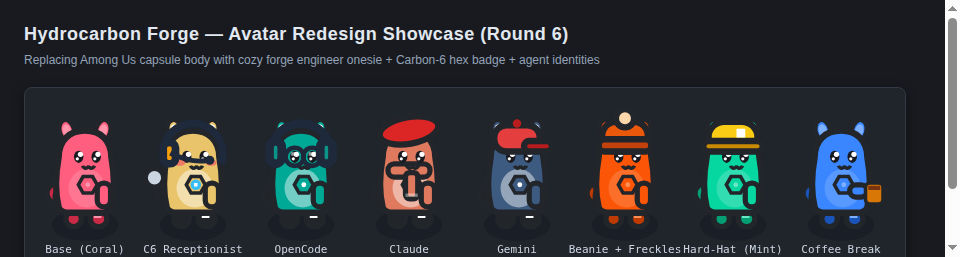 Hydrocarbon Forge — Avatar Redesign Showcase (Round 6)
Replacing Among Us capsule body with cozy forge engineer onesie + Carbon-6 hex badge + agent identities
Base (Coral) C6 Receptionist OpenCode Claude Gemini Beanie + Freckles Hard-Hat (Mint) Coffee Break